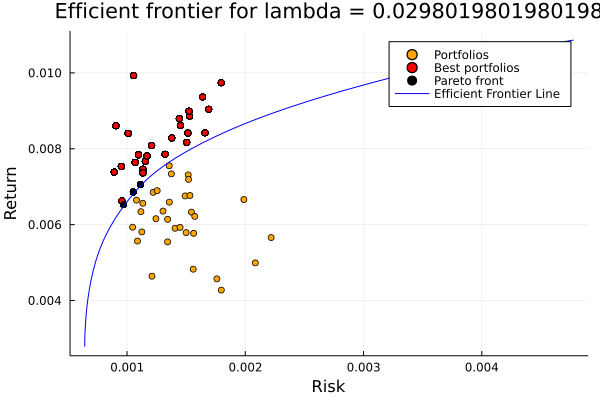 Efficient frontier for lambda = 0.0298019801980198
0.010
0.008
0.006
0.004
Return
0.001
0.002
0.003
0.004
Risk
Portfolios
Best portfolios
Pareto front
Efficient Frontier Line